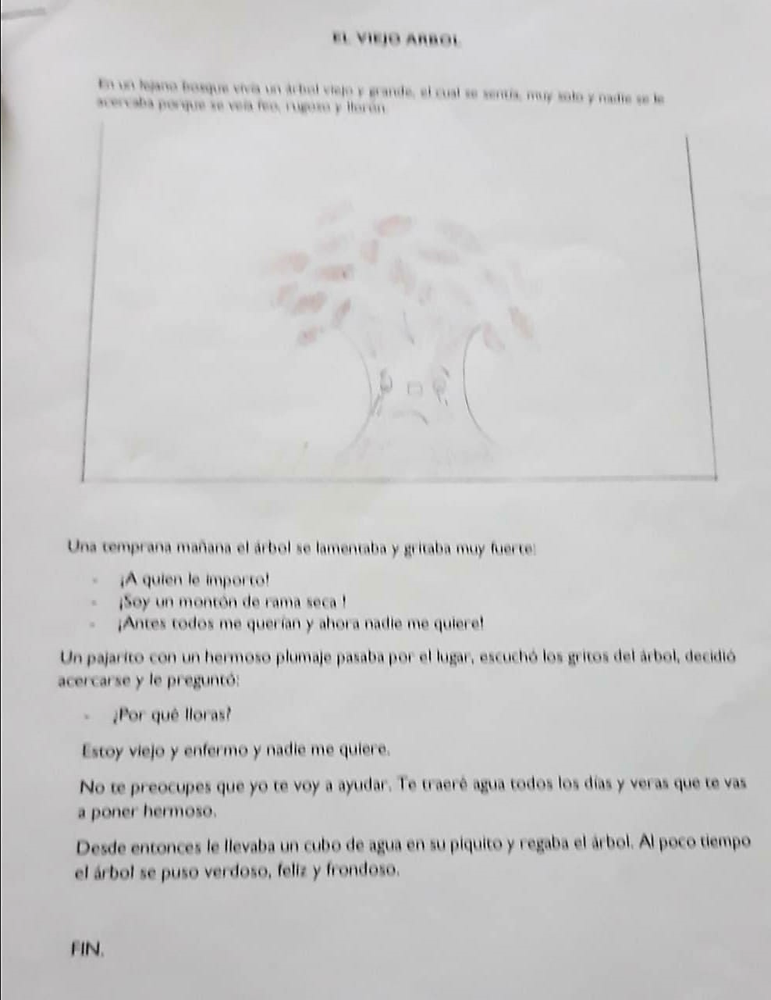 EL VIEJO ARBOL
En un lejano bosque vivía un árbol viejo y grande, el cual se sentía, muy solo y nadie se le
acercaba porque se veía feo, rugoso y llorón.
Una temprana mañana el árbol se lamentaba y gritaba muy fuerte:
- ¡A quien le importo!
- ¡Soy un montón de rama seca !
- ¡Antes todos me querían y ahora nadie me quiere!
Un pajarito con un hermoso plumaje pasaba por el lugar, escuchó los gritos del árbol, decidió
acercarse y le preguntó:
- ¿Por qué lloras?
Estoy viejo y enfermo y nadie me quiere.
No te preocupes que yo te voy a ayudar. Te traeré agua todos los días y veras que te vas
a poner hermoso.
Desde entonces le llevaba un cubo de agua en su piquito y regaba el árbol. Al poco tiempo
el árbol se puso verdoso, feliz y frondoso.
FIN.